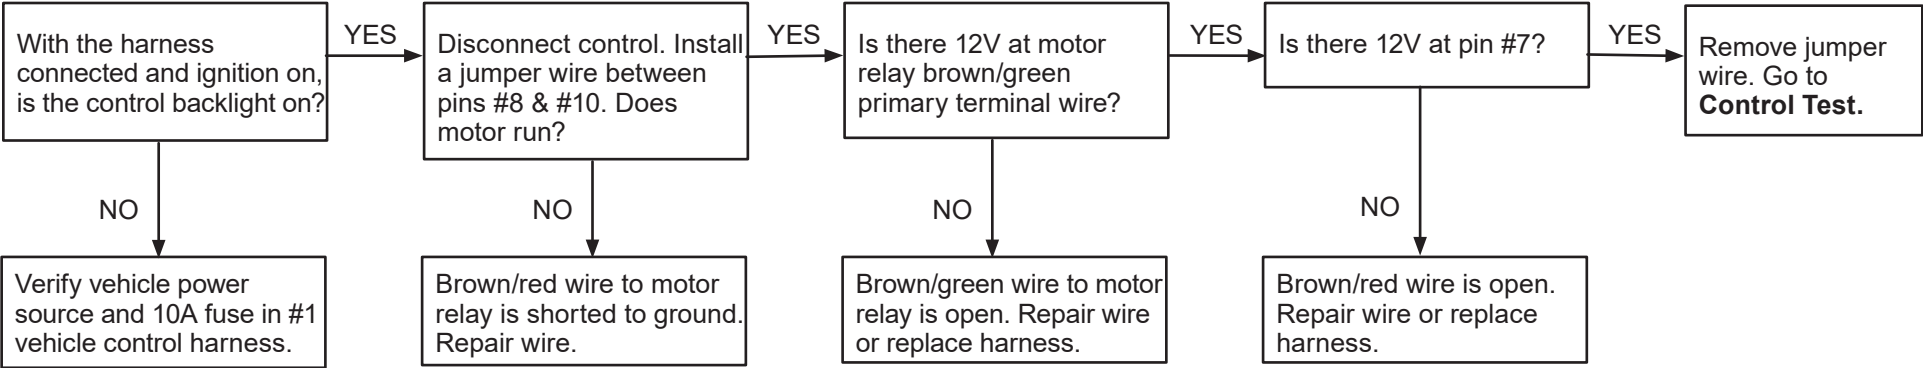 With the harness
connected and ignition on,
is the control backlight on?
YES
Disconnect control. Install
a jumper wire between
pins #8 & #10. Does
motor run?
YES
Is there 12V at motor
relay brown/green
primary terminal wire?
YES
Is there 12V at pin #7?
YES
Remove jumper
wire. Go to
Control Test.
NO
NO
NO
NO
Verify vehicle power
source and 10A fuse in #1
vehicle control harness.
Brown/red wire to motor
relay is shorted to ground.
Repair wire.
Brown/green wire to motor
relay is open. Repair wire
or replace harness.
Brown/red wire is open.
Repair wire or replace
harness.